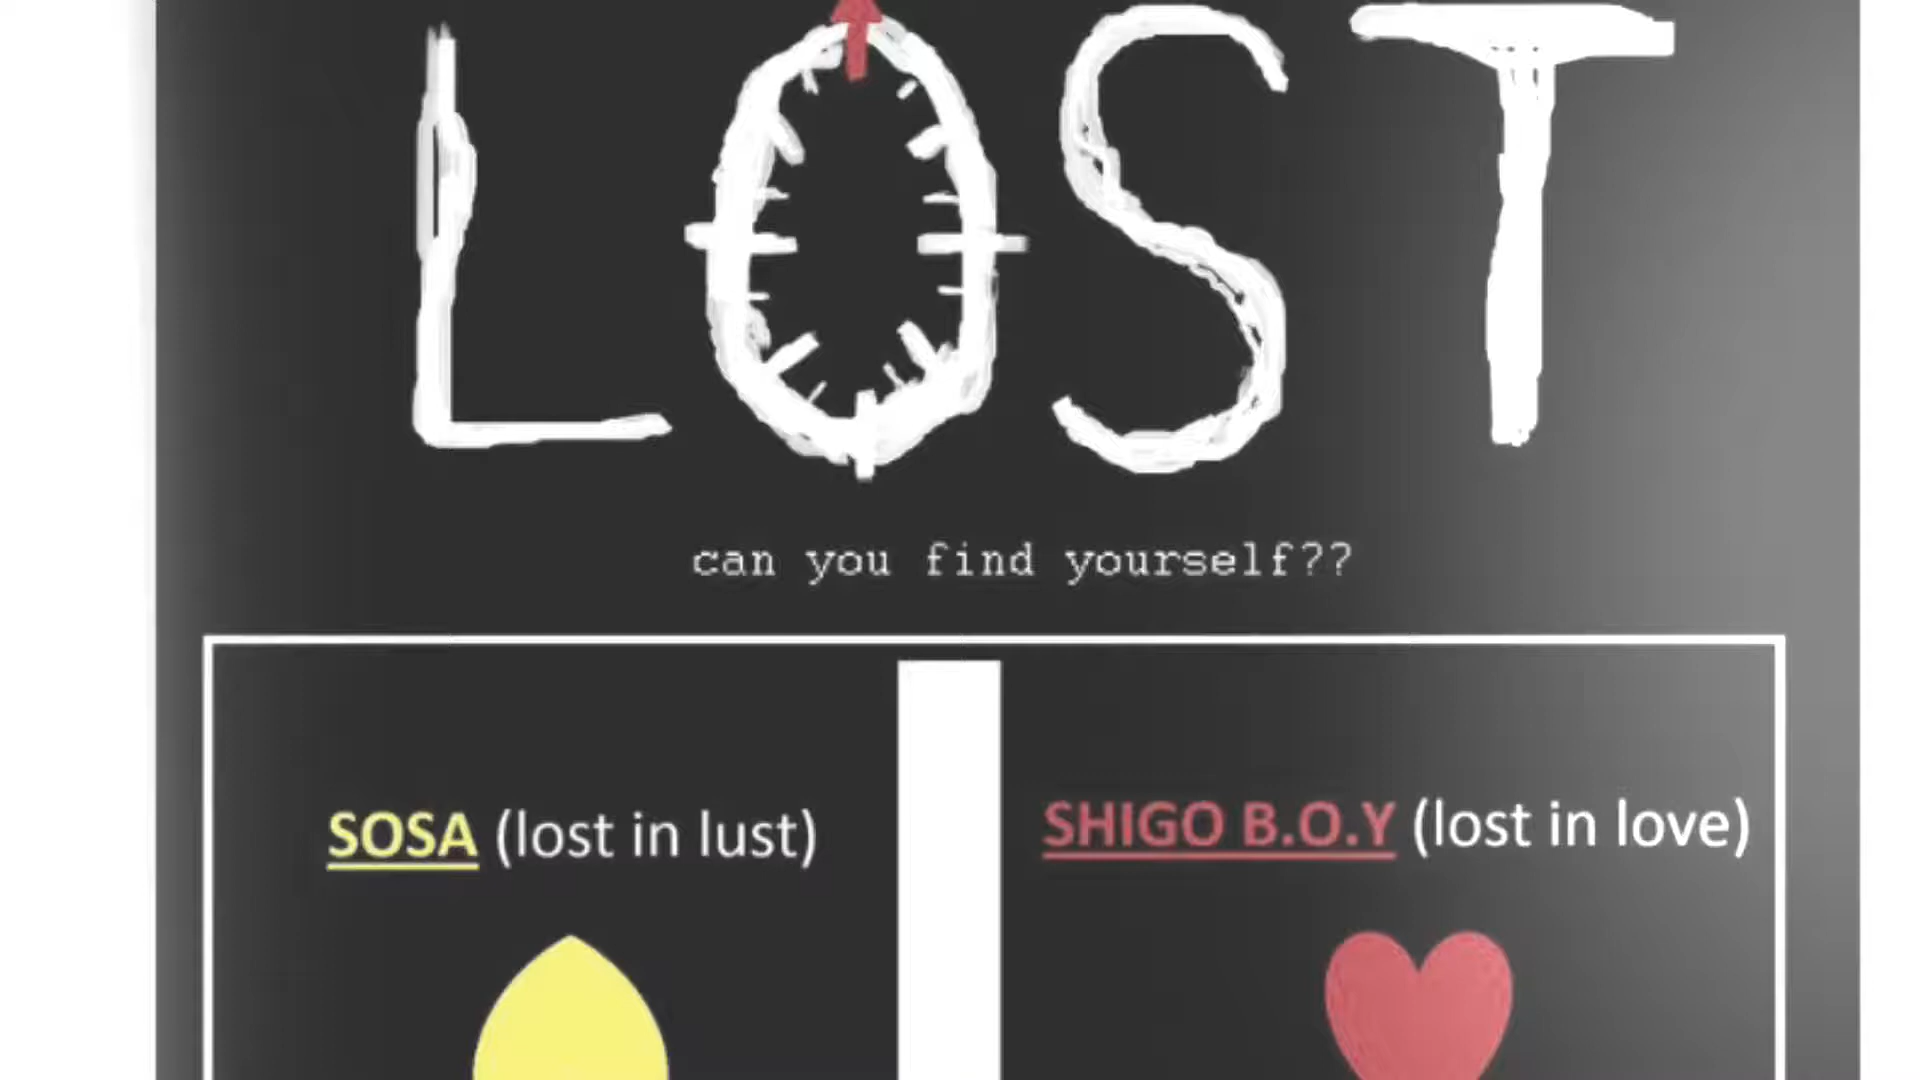 LOST
can you find yourself??
SOSA (lost in lust)
SHIGO B.O.Y (lost in love)